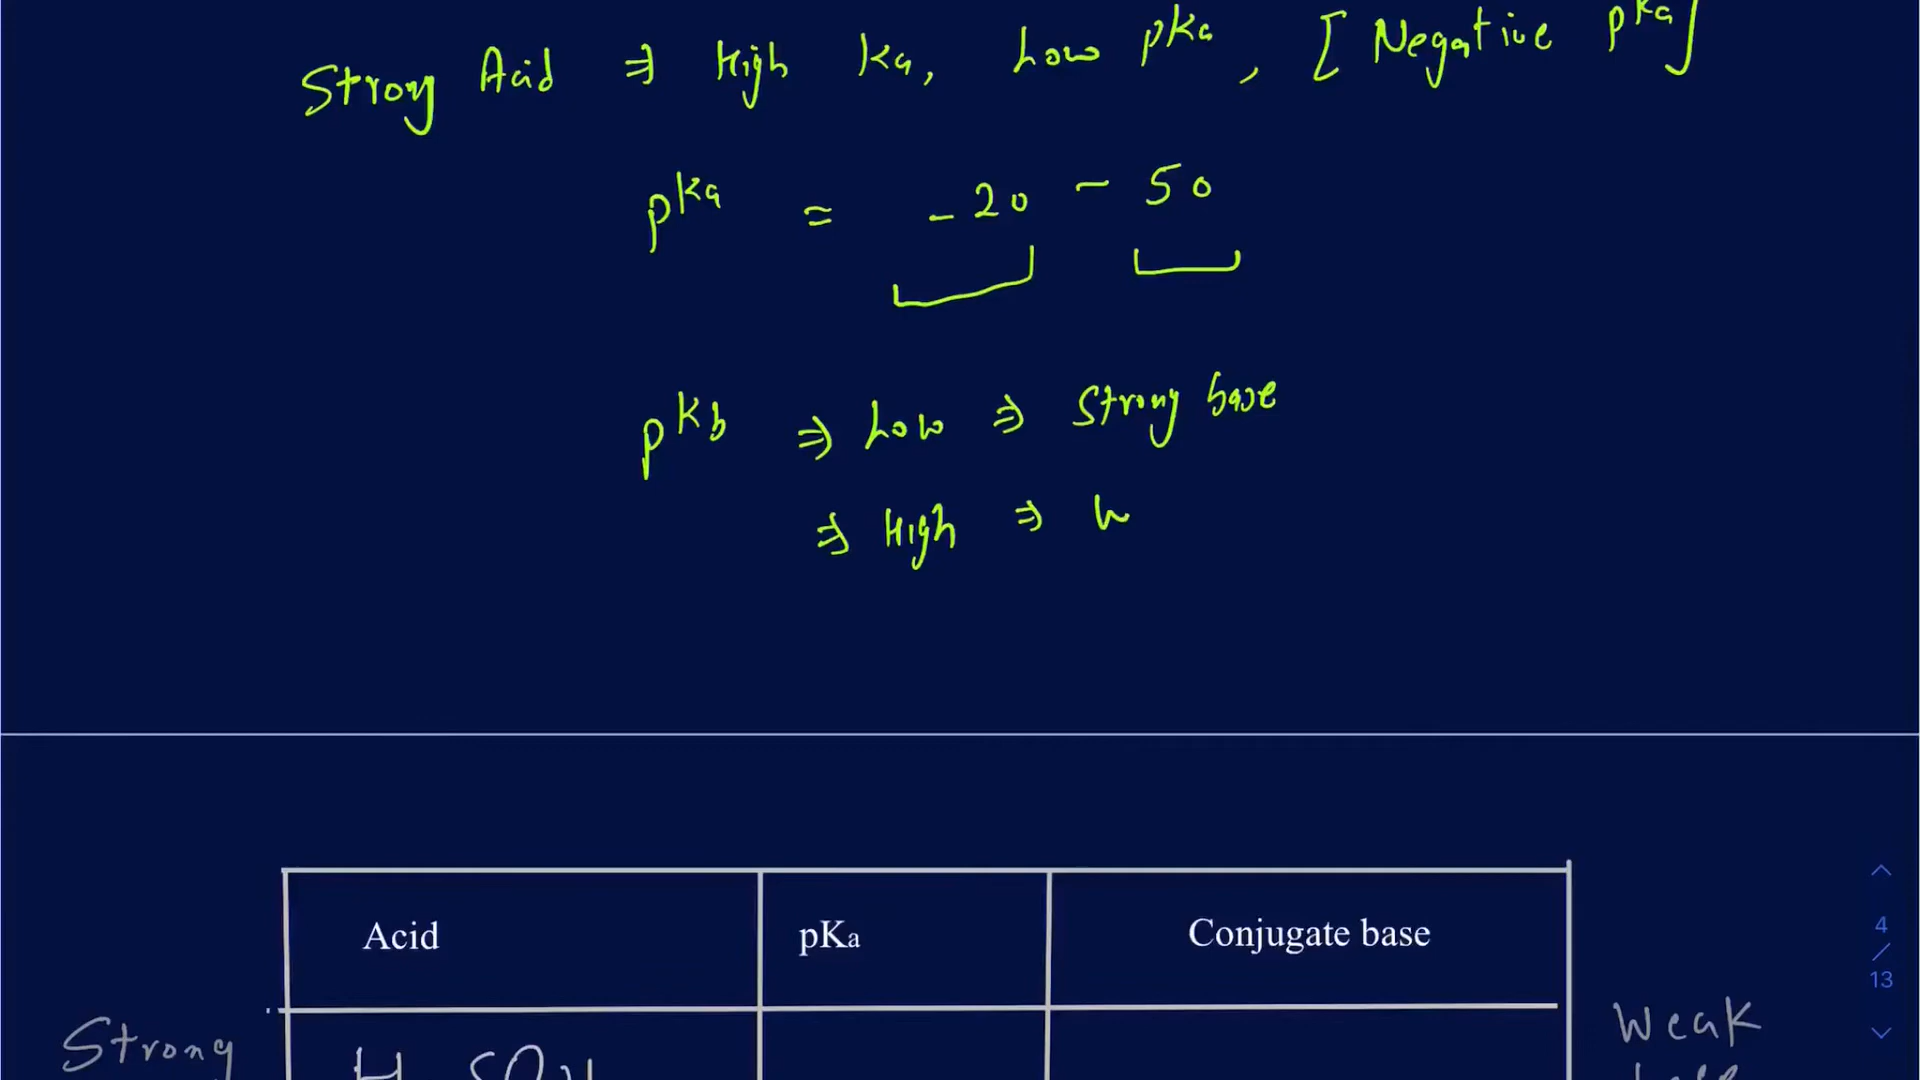 Strong Acid ⇒ High Ka, Low pKa, [Negative pKa]
pKa = -20 - 50
pKb ⇒ Low ⇒ Strong base
⇒ High ⇒ W
Acid pKa Conjugate base
4
/
13
Strong Weak
H2SO4